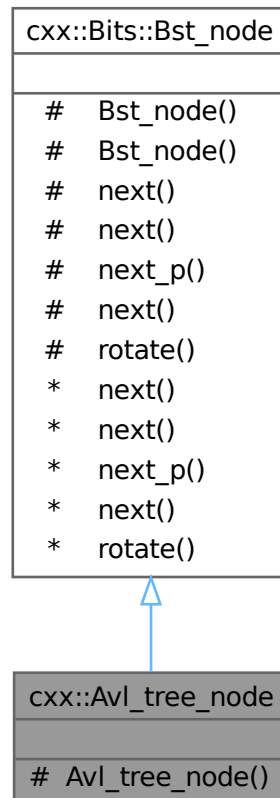 cxx::Bits::Bst_node
# Bst_node()
# Bst_node()
# next()
# next()
# next_p()
# next()
# rotate()
* next()
* next()
* next_p()
* next()
* rotate()
cxx::Avl_tree_node
# Avl_tree_node()